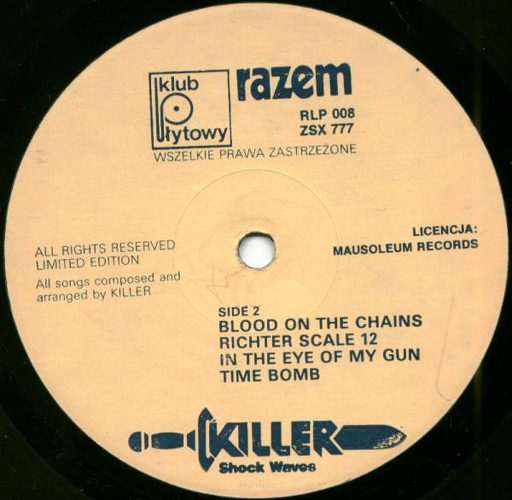 klub
płytowy
razem
RLP 008
ZSX 777
WSZELKIE PRAWA ZASTRZEŻONE
ALL RIGHTS RESERVED
LIMITED EDITION
All songs composed and
arranged by KILLER
LICENCJA:
MAUSOLEUM RECORDS
SIDE 2
BLOOD ON THE CHAINS
RICHTER SCALE 12
IN THE EYE OF MY GUN
TIME BOMB
KILLER
Shock Waves